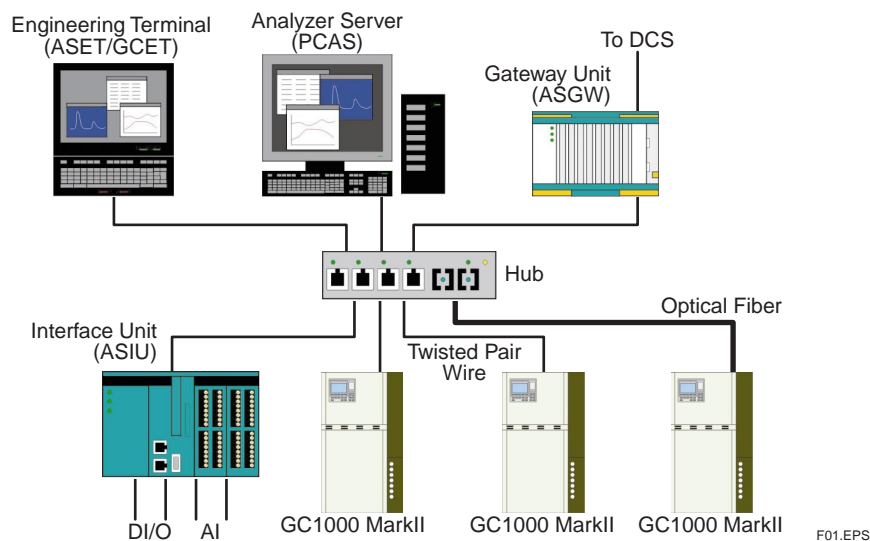 Engineering Terminal
(ASET/GCET)
Analyzer Server
(PCAS)
To DCS
Gateway Unit
(ASGW)
Hub
Optical Fiber
Interface Unit
(ASIU)
Twisted Pair
Wire
DI/O
AI
GC1000 MarkII
GC1000 MarkII
GC1000 MarkII
F01.EPS